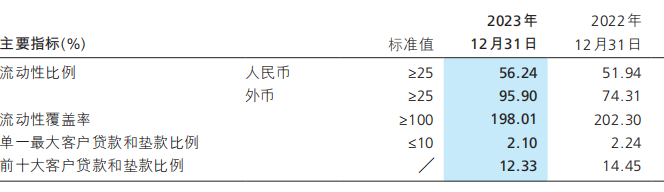 2023年 2022年
主要指标(%) 标准值 12月31日 12月31日
流动性比例 人民币 ≥25 56.24 51.94
外币 ≥25 95.90 74.31
流动性覆盖率 ≥100 198.01 202.30
单一最大客户贷款和垫款比例 ≤10 2.10 2.24
前十大客户贷款和垫款比例 ／ 12.33 14.45